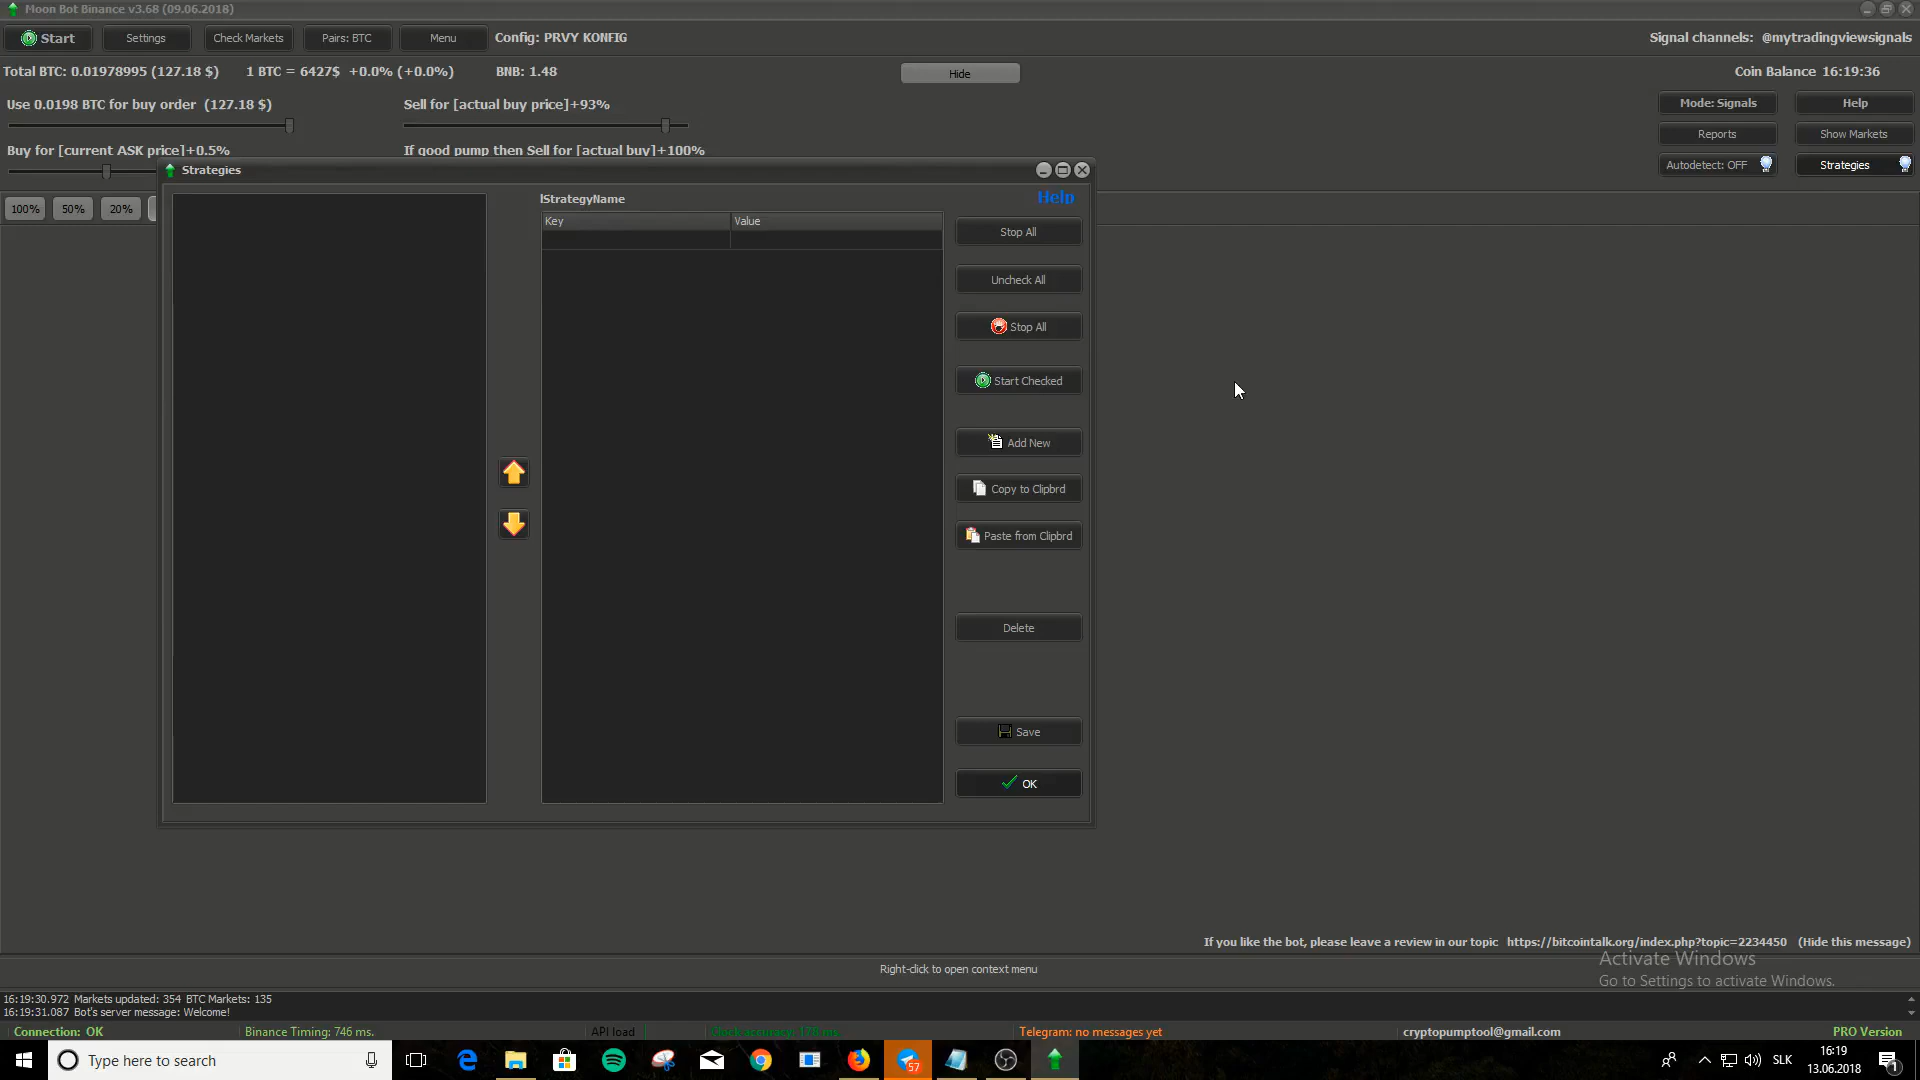 Moon Bot Binance v3.68 (09.06.2018)
Start
Settings
Check Markets
Pairs: BTC
Menu
Config: PRVY KONFIG
Signal channels: @mytradingviewsignals
Total BTC: 0.01978995 (127.18 $)
1 BTC = 6427$ +0.0% (+0.0%)
BNB: 1.48
Hide
Coin Balance 16:19:36
Use 0.0198 BTC for buy order (127.18 $)
Sell for [actual buy price]+93%
Mode: Signals
Help
Reports
Show Markets
Buy for [current ASK price]+0.5%
If good pump then Sell for [actual buy]+100%
Autodetect: OFF
Strategies
Strategies
100%
50%
20%
lStrategyName
Help
Key
Value
Stop All
Uncheck All
Stop All
Start Checked
Add New
Copy to Clipbrd
Paste from Clipbrd
Delete
Save
OK
If you like the bot, please leave a review in our topic https://bitcointalk.org/index.php?topic=2234450 (Hide this message)
Activate Windows
Go to Settings to activate Windows.
Right-click to open context menu
16:19:30.972 Markets updated: 354 BTC Markets: 135
16:19:31.087 Bot's server message: Welcome!
Connection: OK
Binance Timing: 746 ms.
API load
Telegram: no messages yet
cryptopumptool@gmail.com
PRO Version
Type here to search
57
SLK
16:19
13.06.2018
1